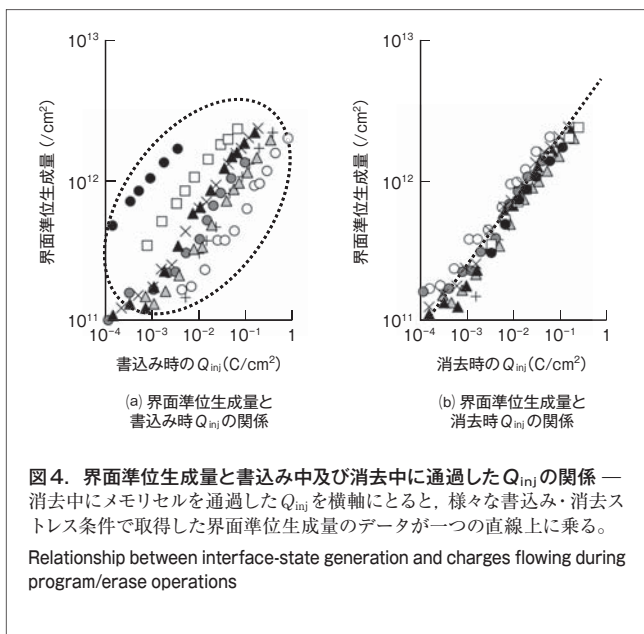 10¹³
10¹²
10¹¹
界面準位生成量(/cm²)
10⁻⁴ 10⁻³ 10⁻² 10⁻¹ 1
書込み時のQinj(C/cm²)
(a) 界面準位生成量と
書込み時Qinjの関係
10¹³
10¹²
10¹¹
界面準位生成量(/cm²)
10⁻⁴ 10⁻³ 10⁻² 10⁻¹ 1
消去時のQinj(C/cm²)
(b) 界面準位生成量と
消去時Qinjの関係
図4. 界面準位生成量と書込み中及び消去中に通過したQinjの関係 —
消去中にメモリセルを通過したQinjを横軸にとると, 様々な書込み・消去ス
トレス条件で取得した界面準位生成量のデータが一つの直線上に乗る。
Relationship between interface-state generation and charges flowing during
program/erase operations